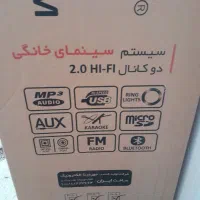 سیستم سینمای خانگی
دو کانال 2.0 HI-FI
MP3
AUDIO
USB
RING
LIGHTS
AUX
KARAOKE
micro
FM
RADIO
BLUETOOTH